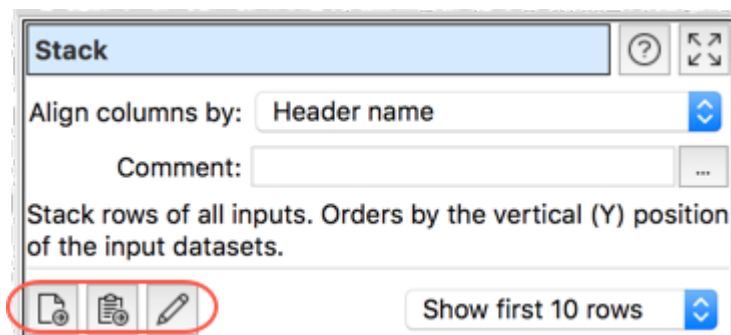 Stack
?
Align columns by: Header name
Comment: ...
Stack rows of all inputs. Orders by the vertical (Y) position
of the input datasets.
Show first 10 rows